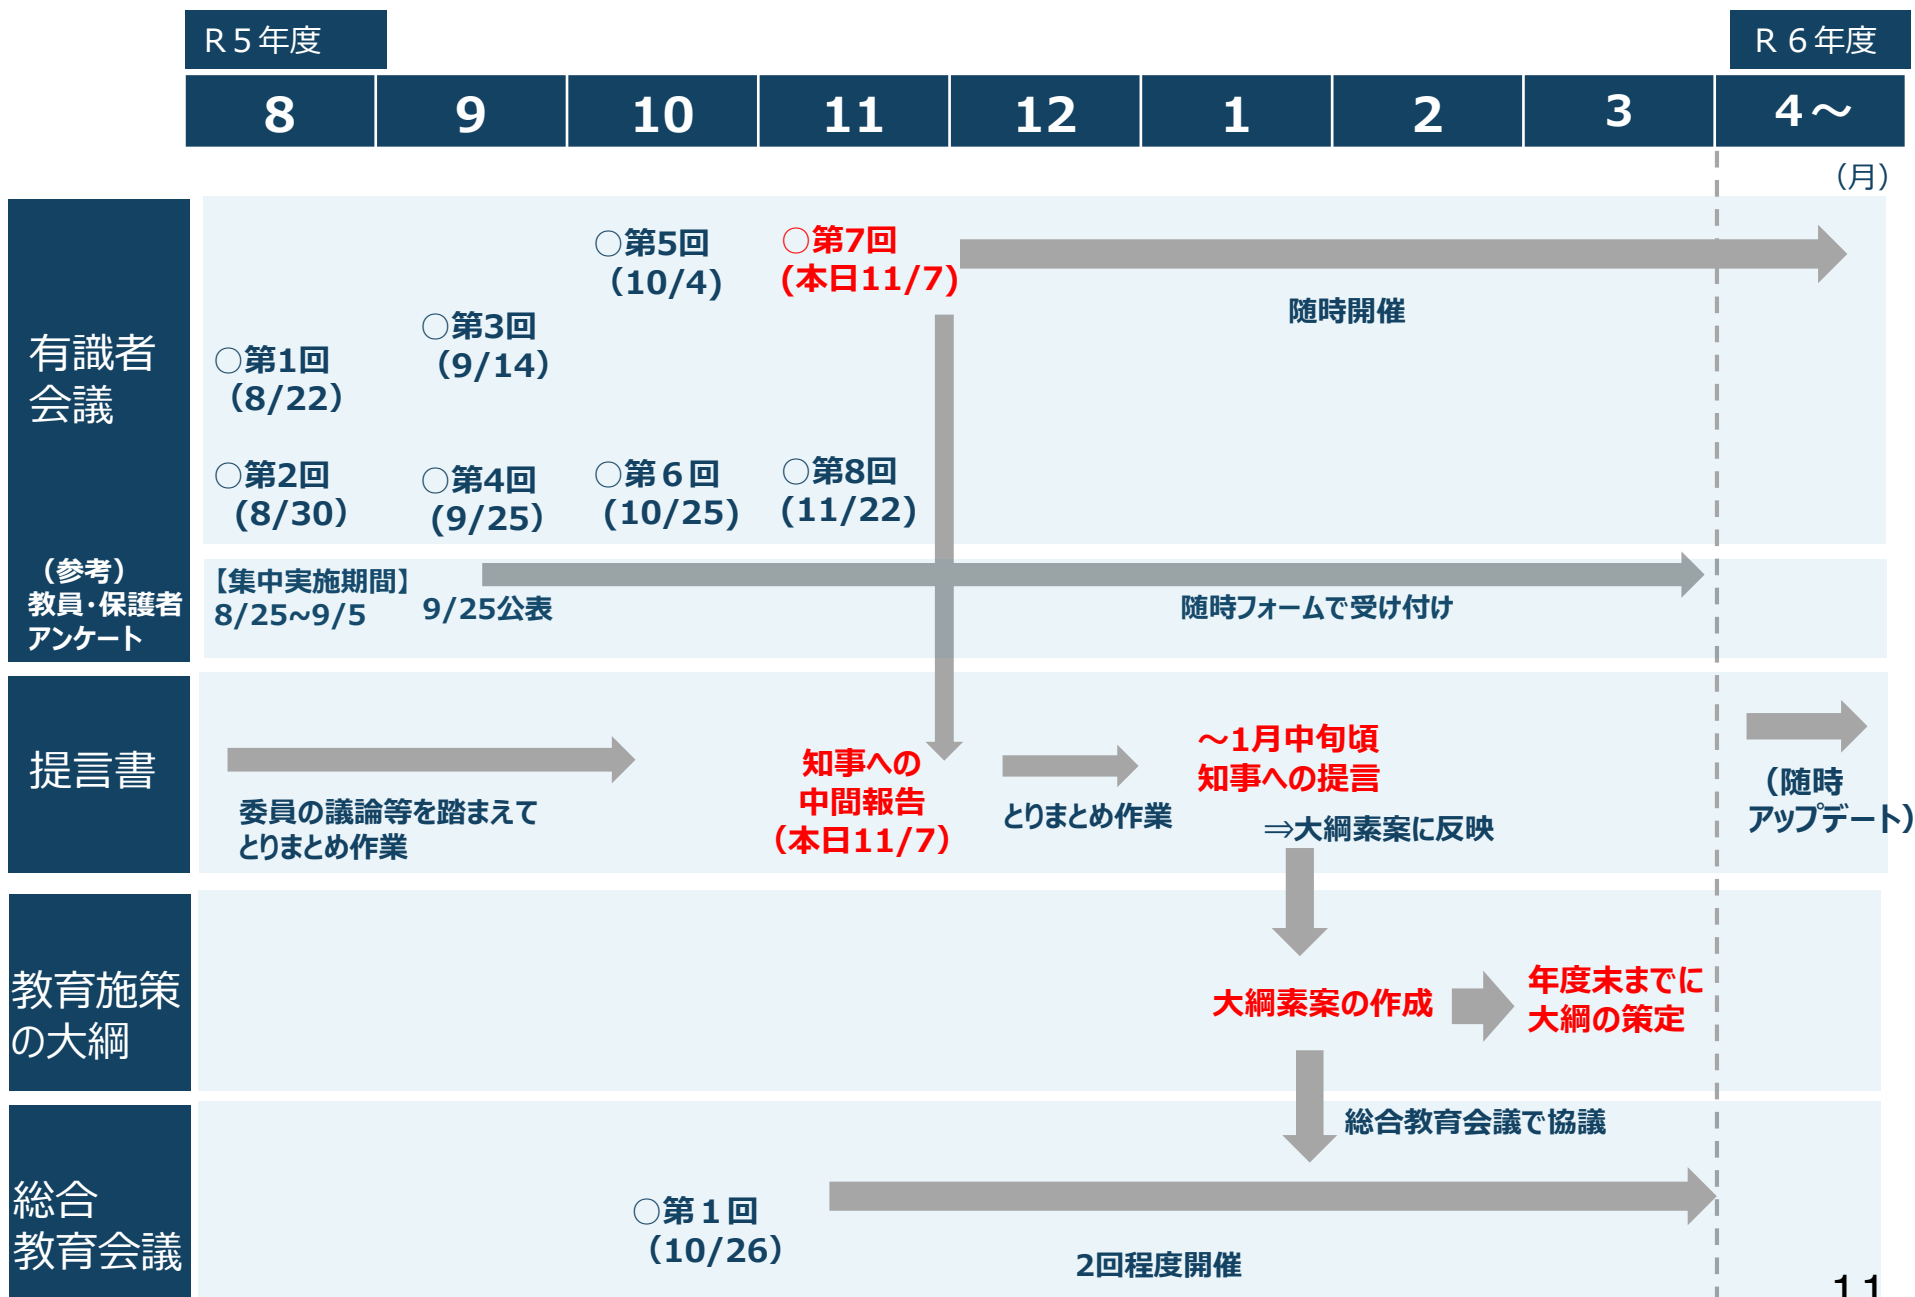 R５年度
R６年度
8 9 10 11 12 1 2 3 4～
（月）
有識者
会議
○第1回
（8/22）
○第2回
（8/30）
○第3回
（9/14）
○第4回
（9/25）
○第5回
（10/4）
○第６回
（10/25）
○第7回
(本日11/7)
○第8回
(11/22)
随時開催
（参考）
教員・保護者
アンケート
【集中実施期間】
8/25~9/5
9/25公表
随時フォームで受け付け
提言書
委員の議論等を踏まえて
とりまとめ作業
知事への
中間報告
（本日11/7）
とりまとめ作業
～1月中旬頃
知事への提言
⇒大綱素案に反映
（随時
アップデート）
教育施策
の大綱
大綱素案の作成
年度末までに
大綱の策定
総合
教育会議
○第１回
（10/26）
総合教育会議で協議
2回程度開催
11